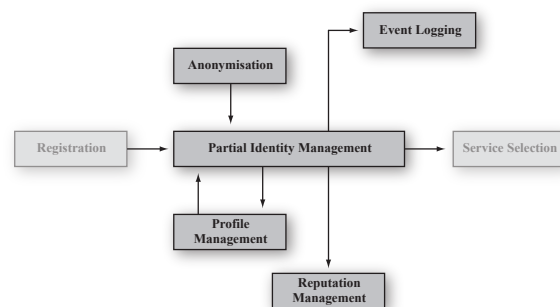 Event Logging
Anonymisation
Registration
Partial Identity Management
Service Selection
Profile
Management
Reputation
Management